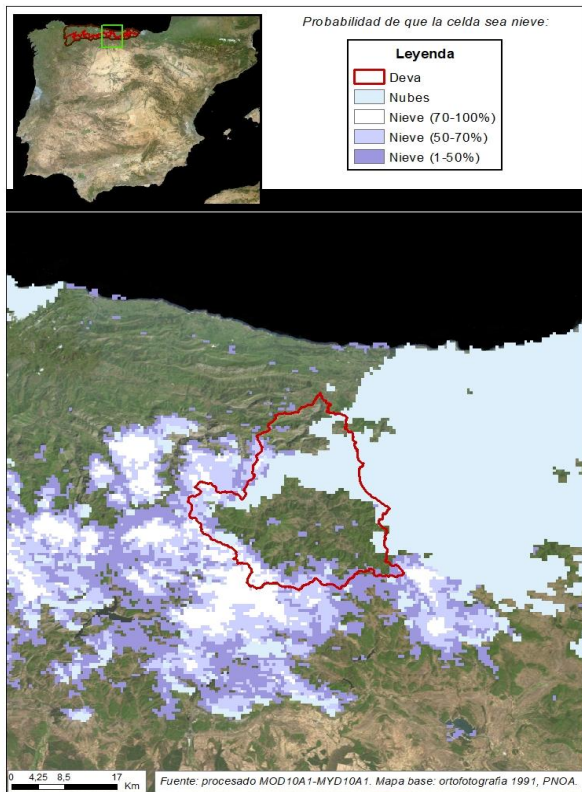 Probabilidad de que la celda sea nieve:
Leyenda
Deva
Nubes
Nieve (70-100%)
Nieve (50-70%)
Nieve (1-50%)
0 4,25 8,5 17
Km
Fuente: procesado MOD10A1-MYD10A1. Mapa base: ortofotografía 1991, PNOA.